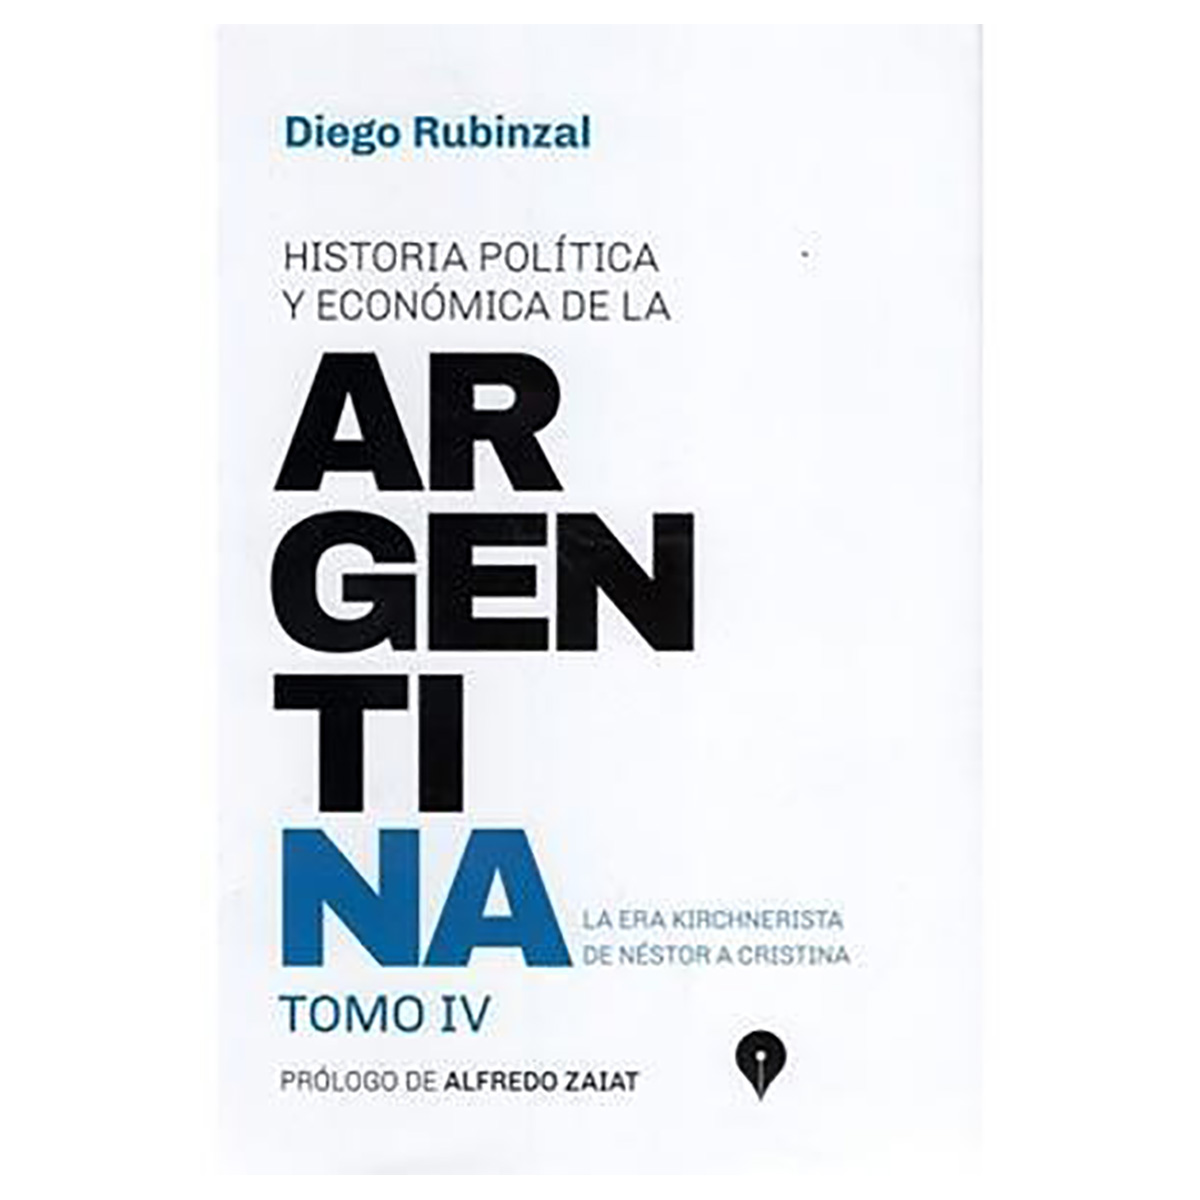 Diego Rubinzal
HISTORIA POLÍTICA
Y ECONÓMICA DE LA
AR
GEN
TI
NA
LA ERA KIRCHNERISTA
DE NÉSTOR A CRISTINA
TOMO IV
PRÓLOGO DE ALFREDO ZAIAT